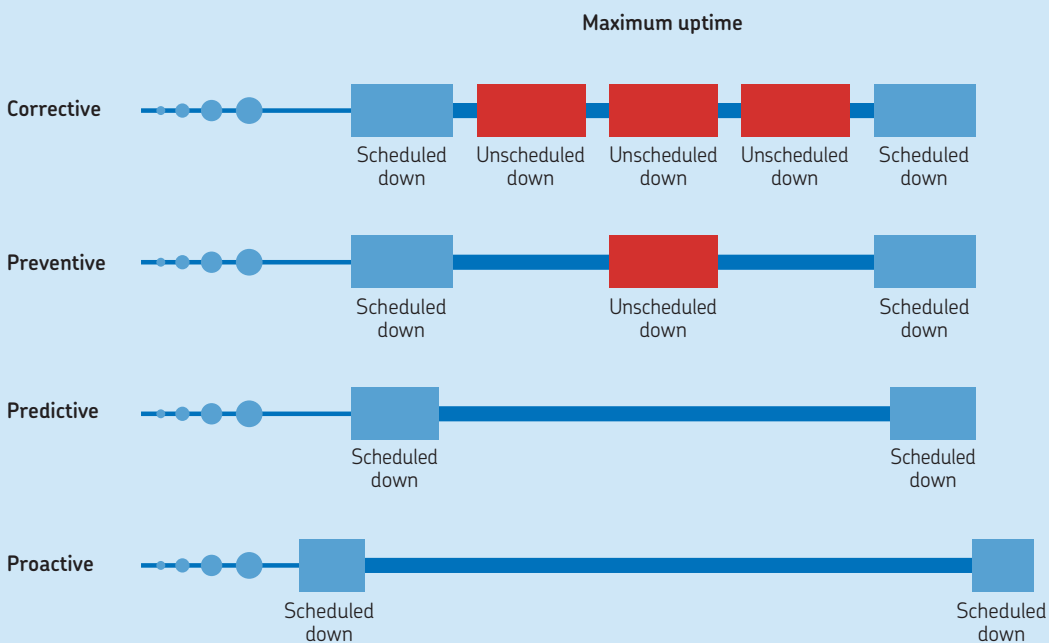 Maximum uptime
Corrective
Scheduled
down
Unscheduled
down
Unscheduled
down
Unscheduled
down
Scheduled
down
Preventive
Scheduled
down
Unscheduled
down
Scheduled
down
Predictive
Scheduled
down
Scheduled
down
Proactive
Scheduled
down
Scheduled
down